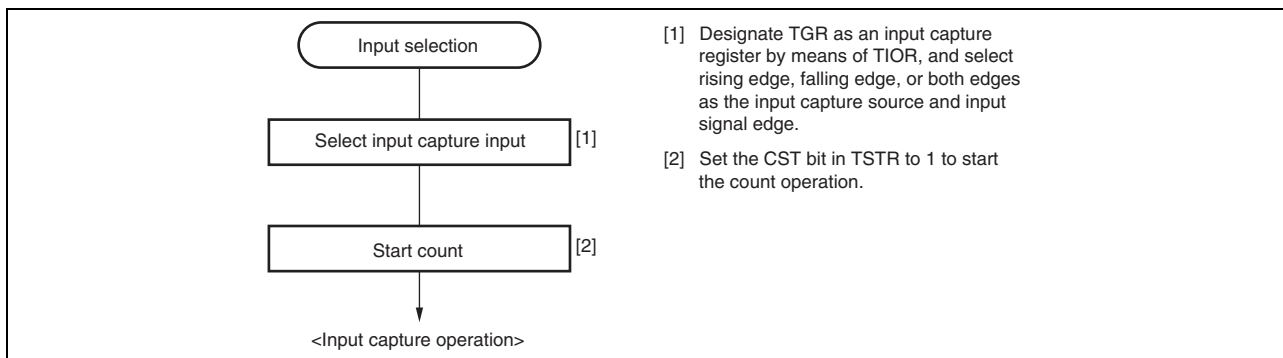 Input selection
Select input capture input [1]
Start count [2]
<Input capture operation>
[1] Designate TGR as an input capture
register by means of TIOR, and select
rising edge, falling edge, or both edges
as the input capture source and input
signal edge.
[2] Set the CST bit in TSTR to 1 to start
the count operation.